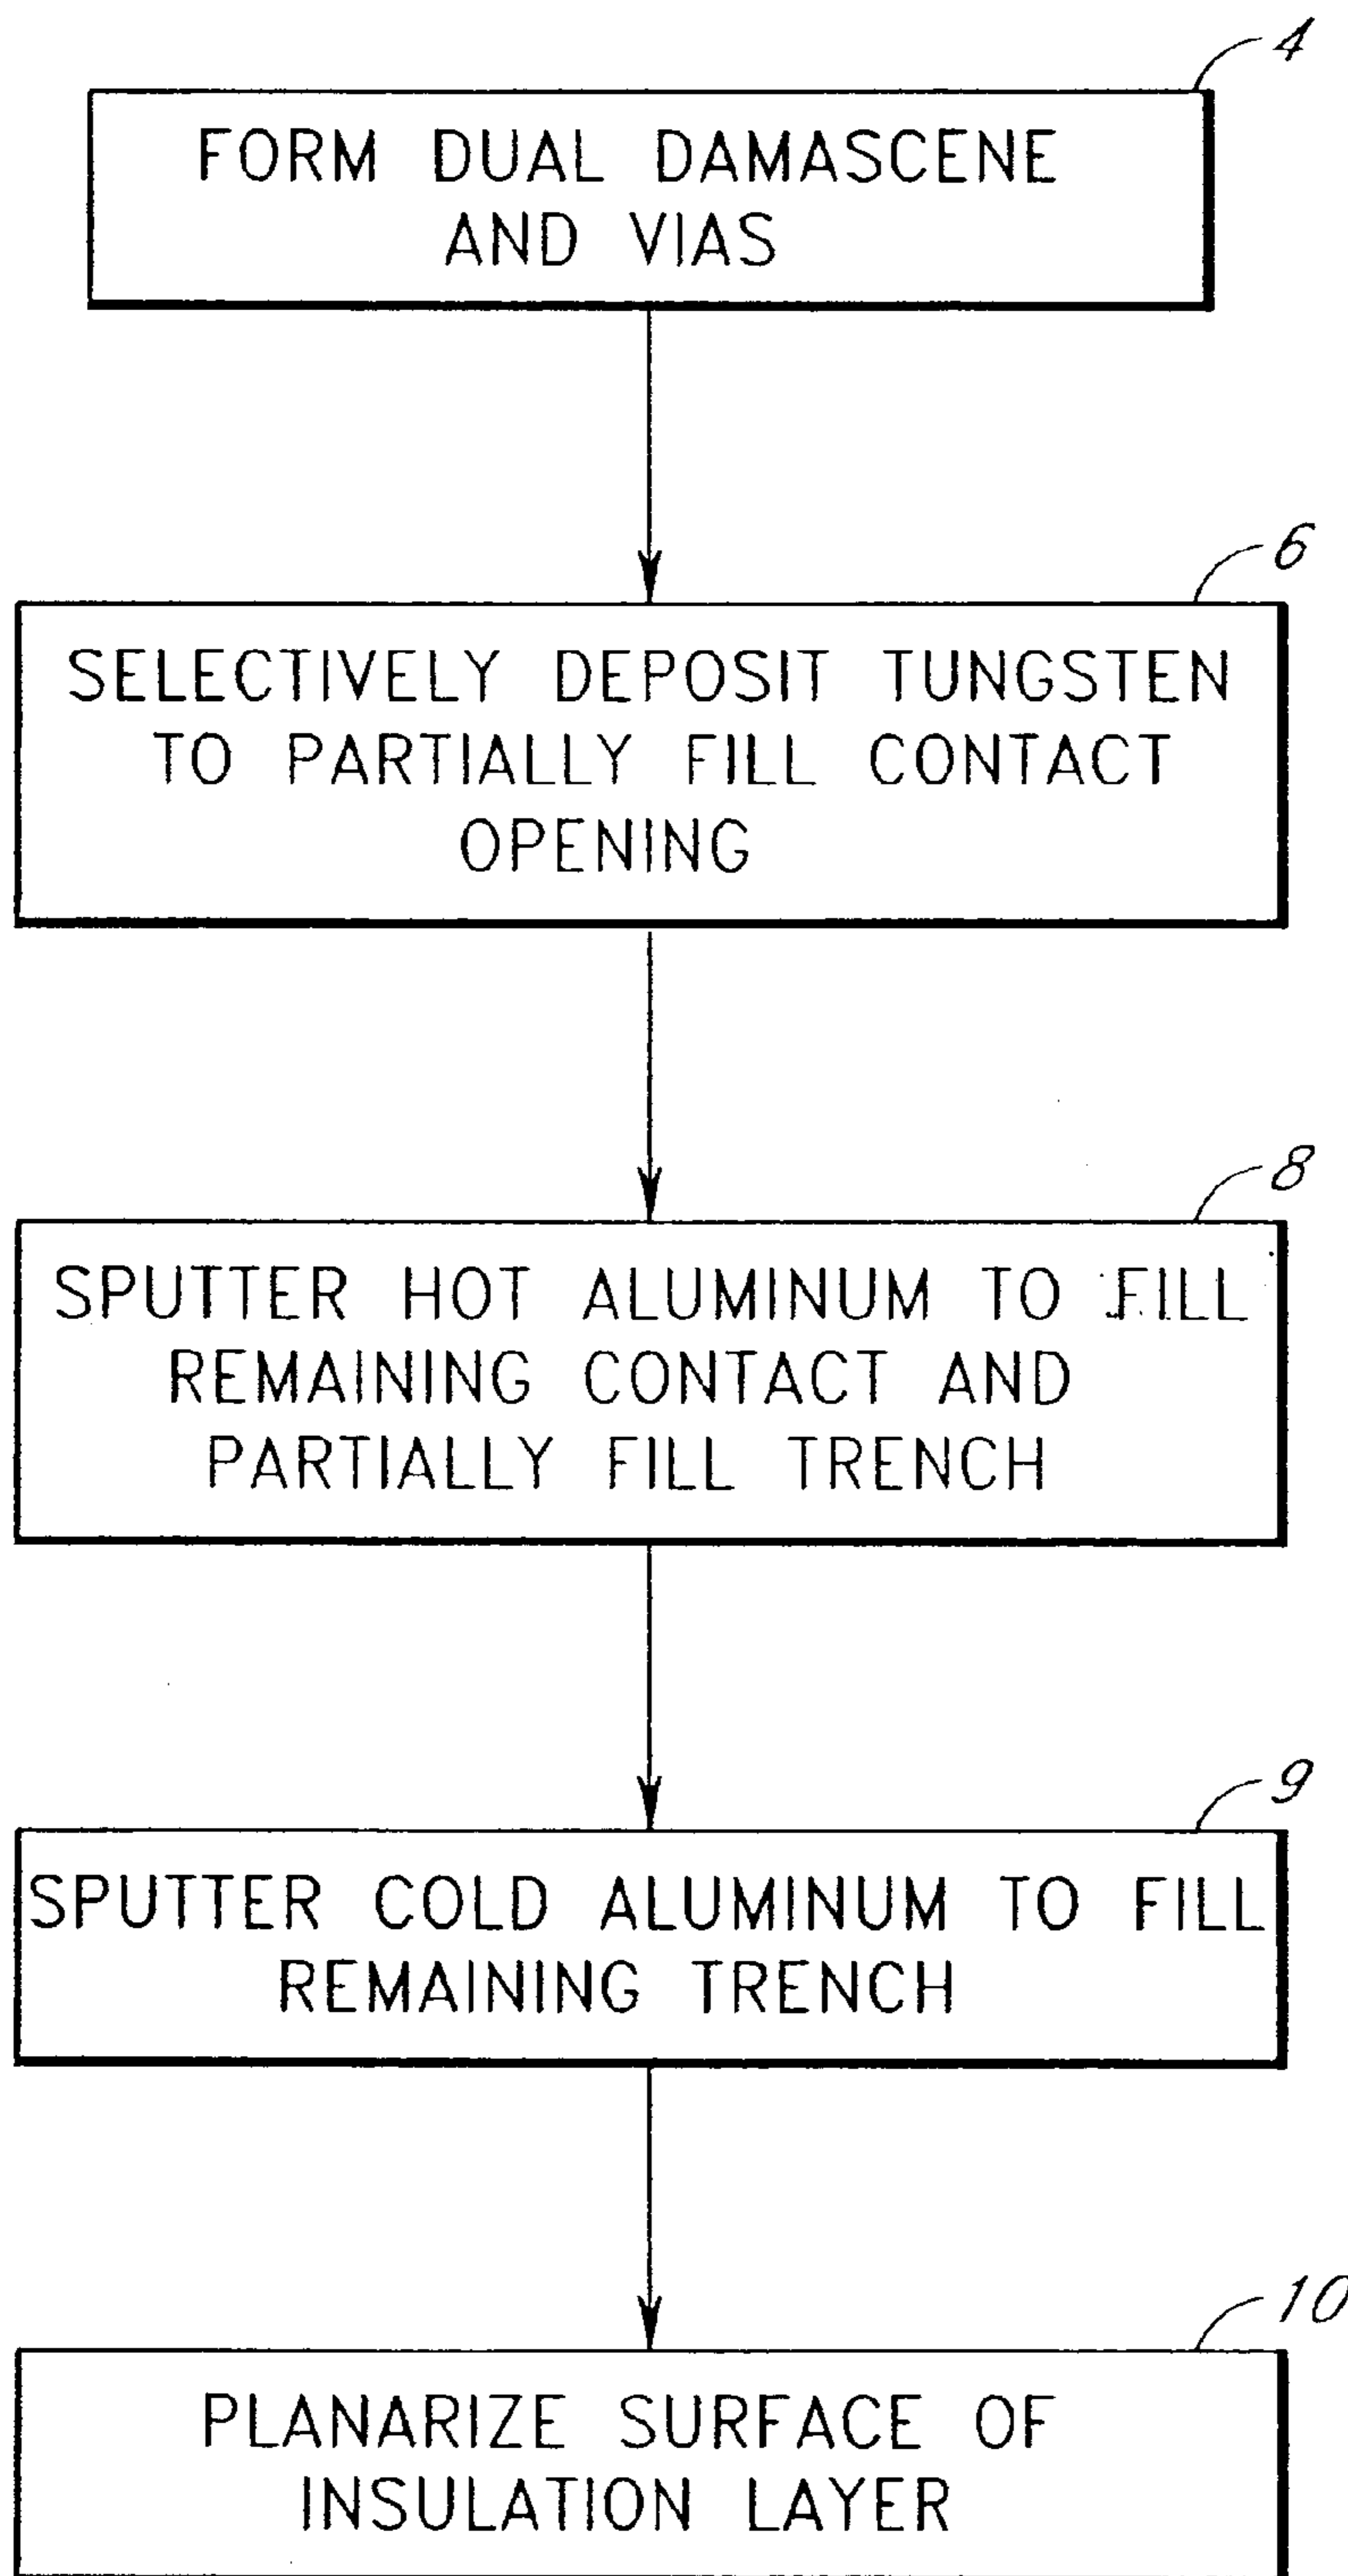 4
FORM DUAL DAMASCENE
AND VIAS
6
SELECTIVELY DEPOSIT TUNGSTEN
TO PARTIALLY FILL CONTACT
OPENING
8
SPUTTER HOT ALUMINUM TO FILL
REMAINING CONTACT AND
PARTIALLY FILL TRENCH
9
SPUTTER COLD ALUMINUM TO FILL
REMAINING TRENCH
10
PLANARIZE SURFACE OF
INSULATION LAYER